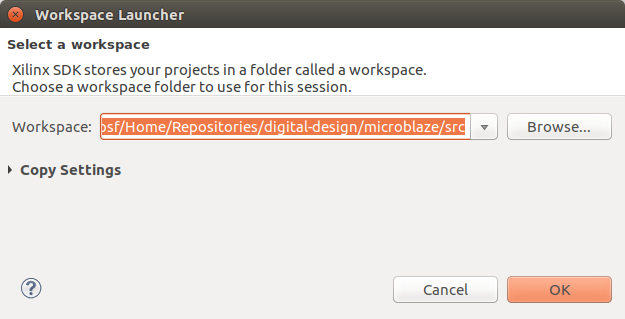 Workspace Launcher
Select a workspace
Xilinx SDK stores your projects in a folder called a workspace.
Choose a workspace folder to use for this session.
Workspace: psf/Home/Repositories/digital-design/microblaze/src Browse...
Copy Settings
? Cancel OK